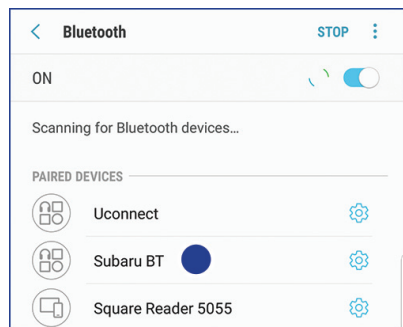 Bluetooth STOP
ON
Scanning for Bluetooth devices...
PAIRED DEVICES
Uconnect
Subaru BT
Square Reader 5055